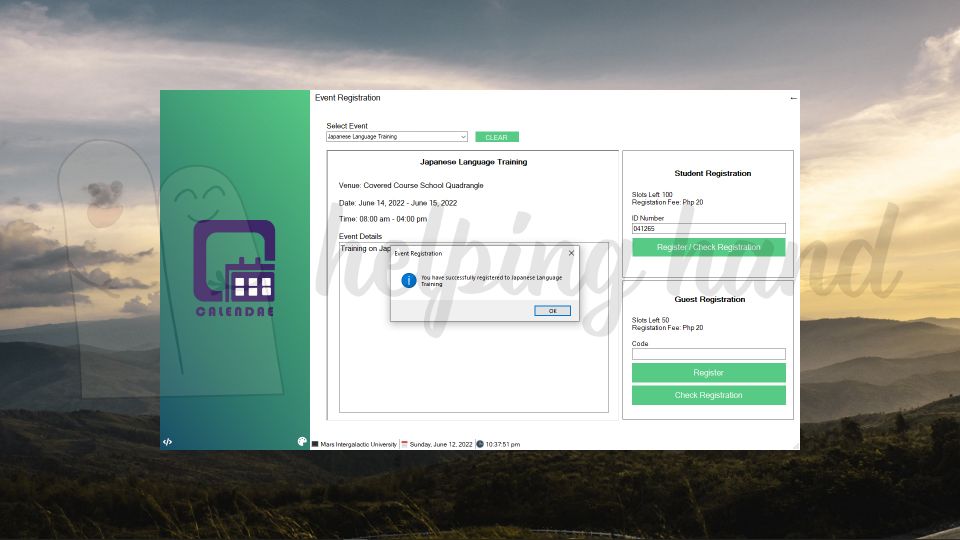 Event Registration
←
Select Event
Japanese Language Training
CLEAR
Japanese Language Training
Venue: Covered Course School Quadrangle
Date: June 14, 2022 - June 15, 2022
Time: 08:00 am - 04:00 pm
Event Details
Training on Jap
Student Registration
Slots Left 100
Registration Fee: Php 20
ID Number
041265
Register / Check Registration
Guest Registration
Slots Left 50
Registration Fee: Php 20
Code
Register
Check Registration
Event Registration
You have successfully registered to Japanese Language
Training
OK
CALENDAE
helping hand
</>
Mars Intergalactic University
Sunday, June 12, 2022
10:37:51 pm